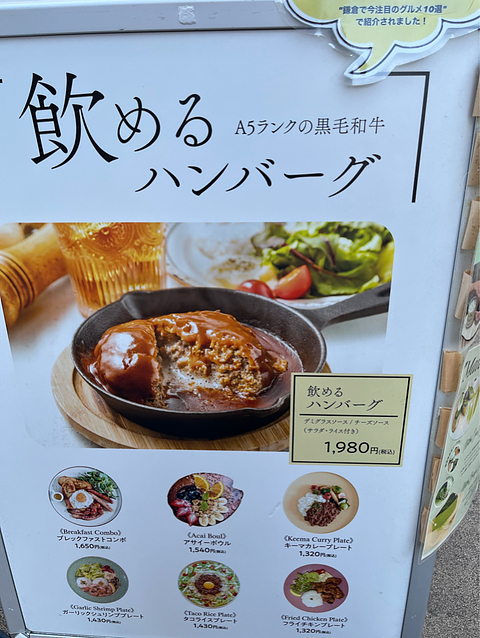 "鎌倉で今注目のグルメ10選"
で紹介されました！
飲める
A5ランクの黒毛和牛
ハンバーグ
飲める
ハンバーグ
デミグラスソース / チーズソース
(サラダ・ライス付き)
1,980円(税込)
《Breakfast Combo》
ブレックファストコンボ
1,650円(税込)
《Acai Boul》
アサイーボウル
1,540円(税込)
《Keema Curry Plate》
キーマカレープレート
1,320円(税込)
《Garlic Shrimp Plate》
ガーリックシュリンププレート
1,430円(税込)
《Taco Rice Plate》
タコライスプレート
1,430円(税込)
《Fried Chicken Plate》
フライチキンプレート
1,320円(税込)